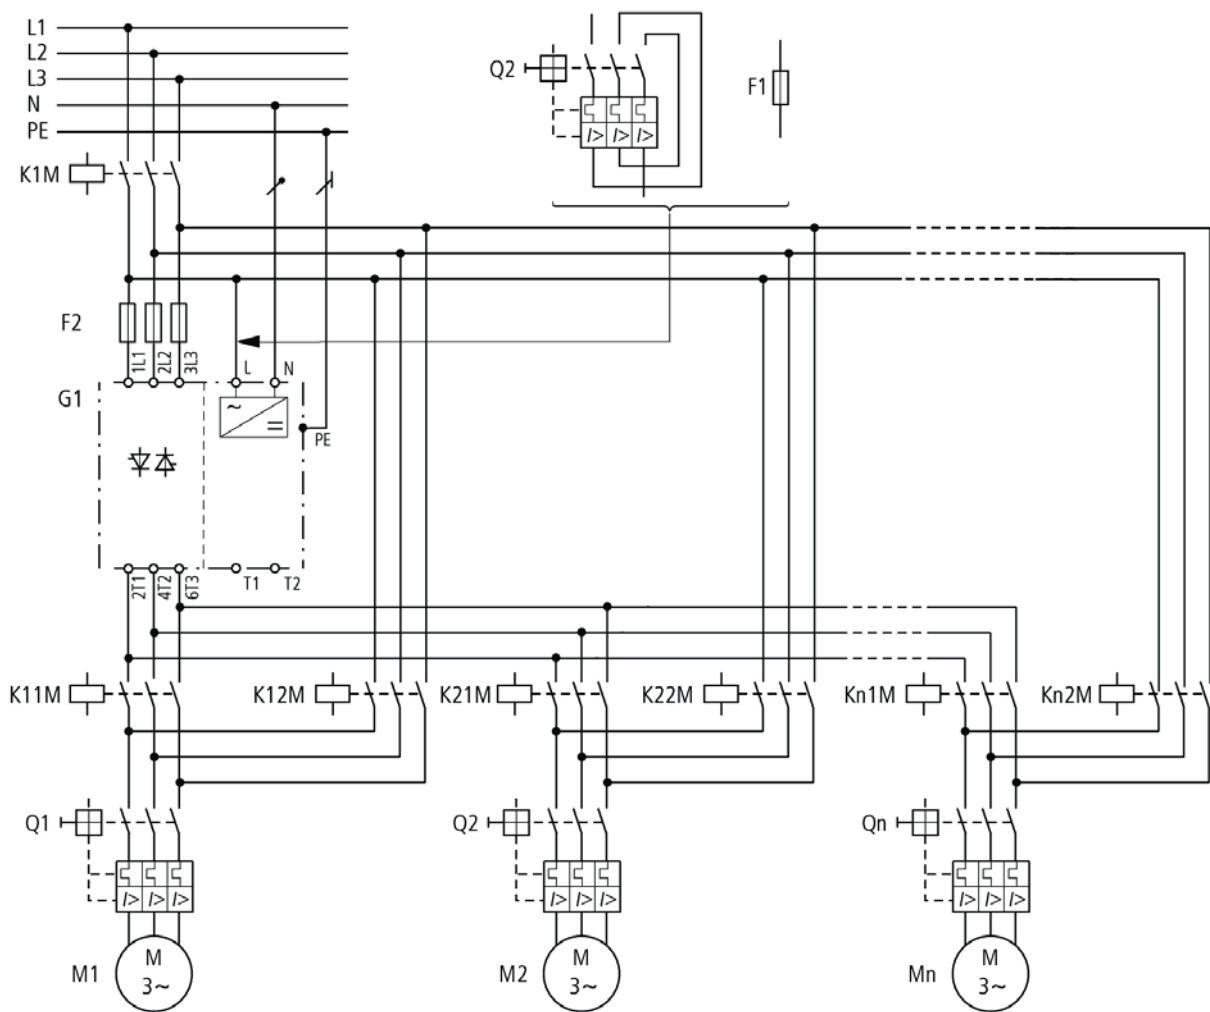 L1
L2
L3
N
PE
Q2
I> I> I>
F1
K1M
F2
1L1 2L2 3L3
L N
G1
~
=
PE
2T1 4T2 6T3
T1 T2
K11M K12M K21M K22M Kn1M Kn2M
Q1 Q2 Qn
I> I> I> I> I> I> I> I> I>
M1 M 3~ M2 M 3~ Mn M 3~